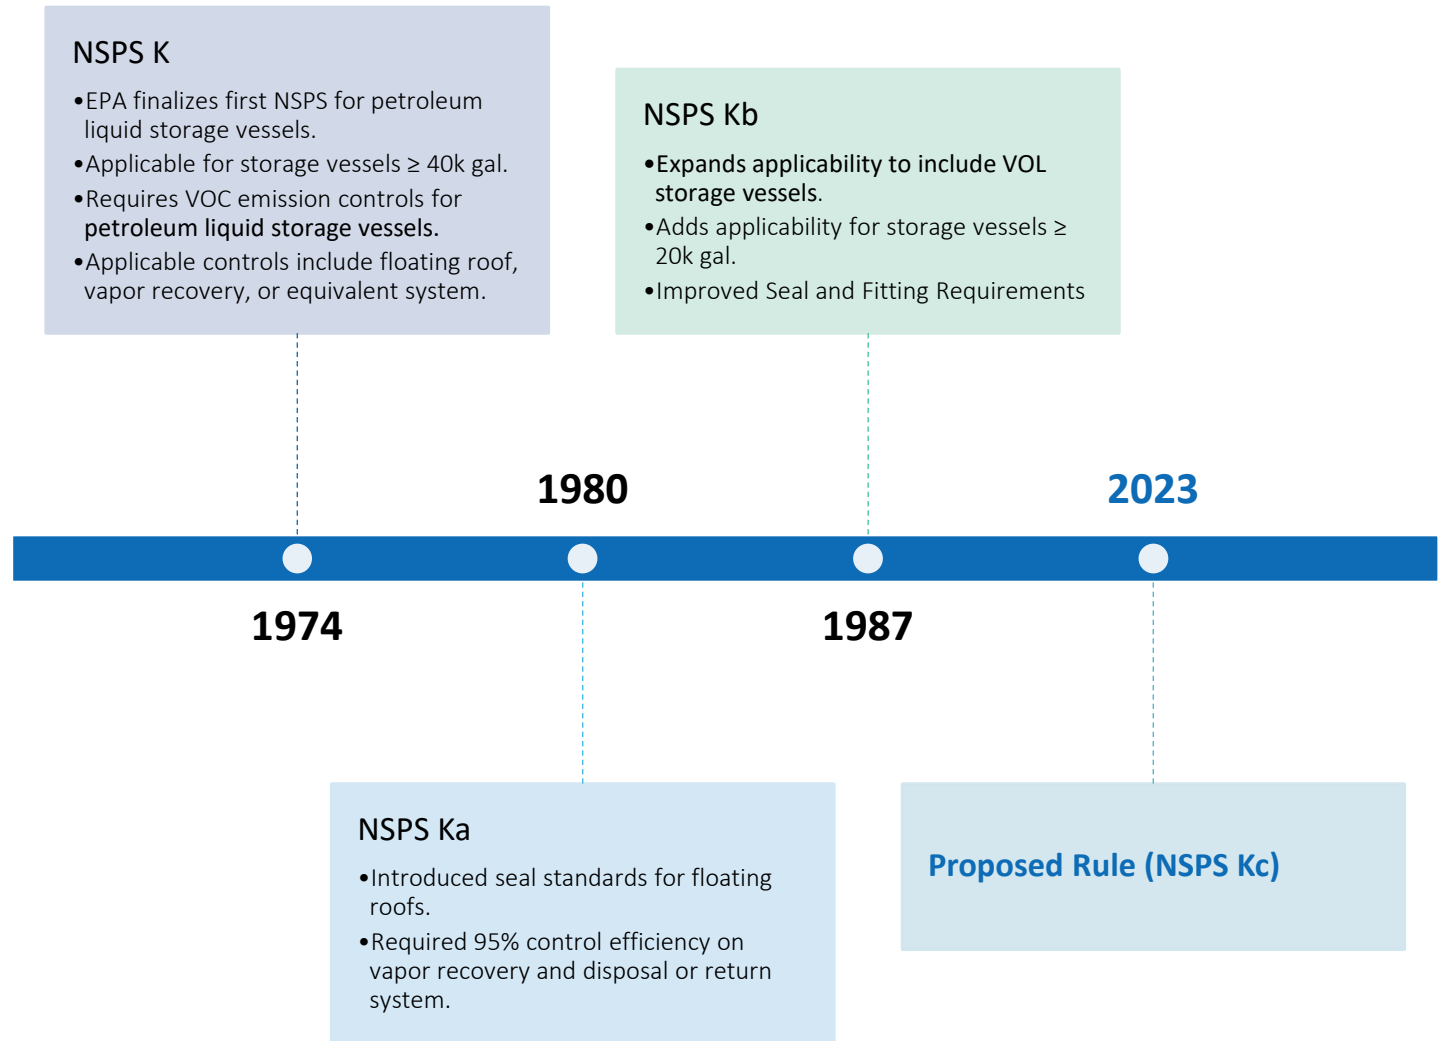 NSPS K
•EPA finalizes first NSPS for petroleum
liquid storage vessels.
•Applicable for storage vessels ≥ 40k gal.
•Requires VOC emission controls for
petroleum liquid storage vessels.
•Applicable controls include floating roof,
vapor recovery, or equivalent system.
NSPS Kb
•Expands applicability to include VOL
storage vessels.
•Adds applicability for storage vessels ≥
20k gal.
•Improved Seal and Fitting Requirements
1980
2023
1974
1987
NSPS Ka
•Introduced seal standards for floating
roofs.
•Required 95% control efficiency on
vapor recovery and disposal or return
system.
Proposed Rule (NSPS Kc)